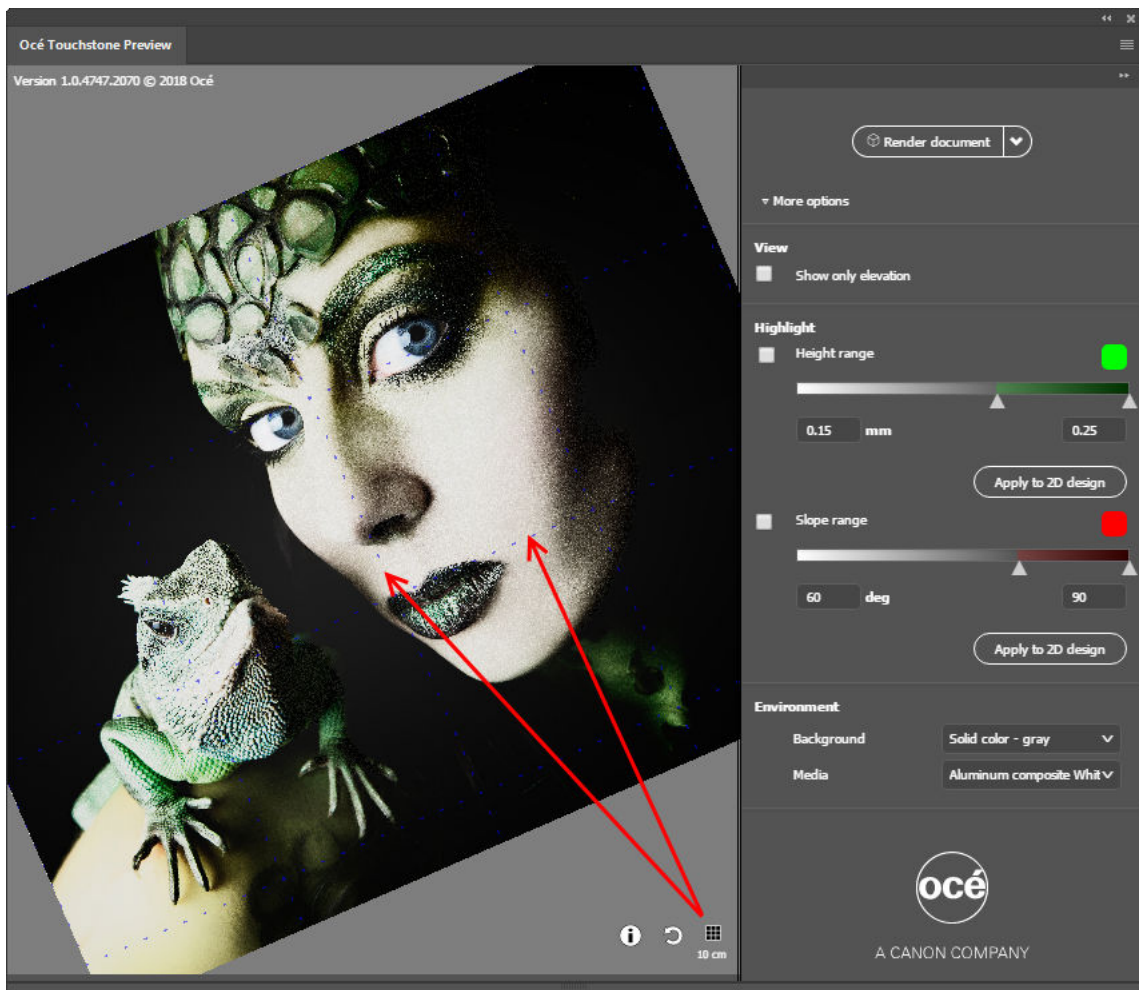 Océ Touchstone Preview
Version 1.0.4747.2070 © 2018 Océ
Render document
More options
View
Show only elevation
Highlight
Height range
0.15 mm 0.25
Apply to 2D design
Slope range
60 deg 90
Apply to 2D design
Environment
Background Solid color - gray
Media Aluminum composite Whit
10 cm
océ
A CANON COMPANY